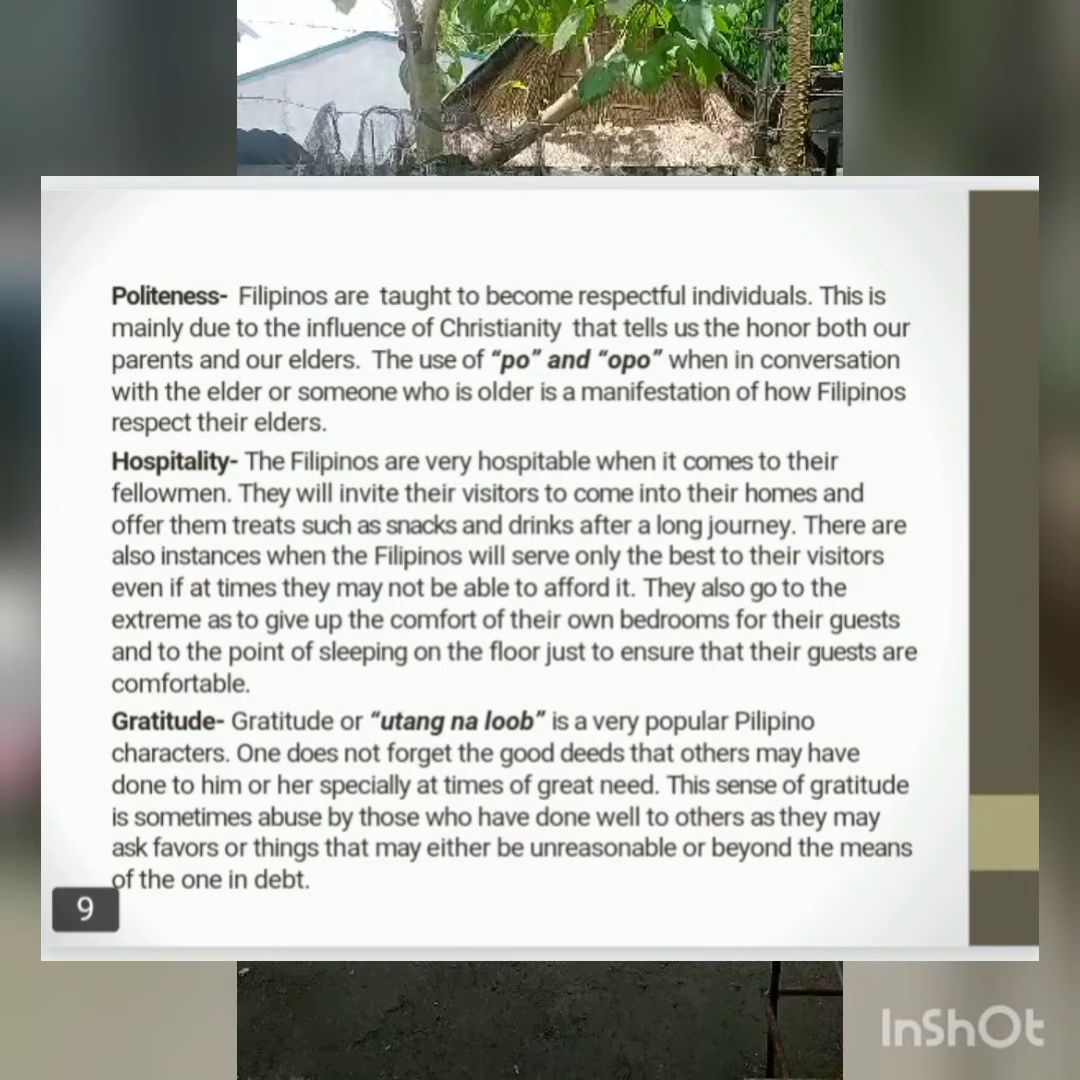 Politeness- Filipinos are taught to become respectful individuals. This is
mainly due to the influence of Christianity that tells us the honor both our
parents and our elders. The use of “po” and “opo” when in conversation
with the elder or someone who is older is a manifestation of how Filipinos
respect their elders.
Hospitality- The Filipinos are very hospitable when it comes to their
fellowmen. They will invite their visitors to come into their homes and
offer them treats such as snacks and drinks after a long journey. There are
also instances when the Filipinos will serve only the best to their visitors
even if at times they may not be able to afford it. They also go to the
extreme as to give up the comfort of their own bedrooms for their guests
and to the point of sleeping on the floor just to ensure that their guests are
comfortable.
Gratitude- Gratitude or “utang na loob” is a very popular Pilipino
characters. One does not forget the good deeds that others may have
done to him or her specially at times of great need. This sense of gratitude
is sometimes abuse by those who have done well to others as they may
ask favors or things that may either be unreasonable or beyond the means
of the one in debt.
9
InShOt